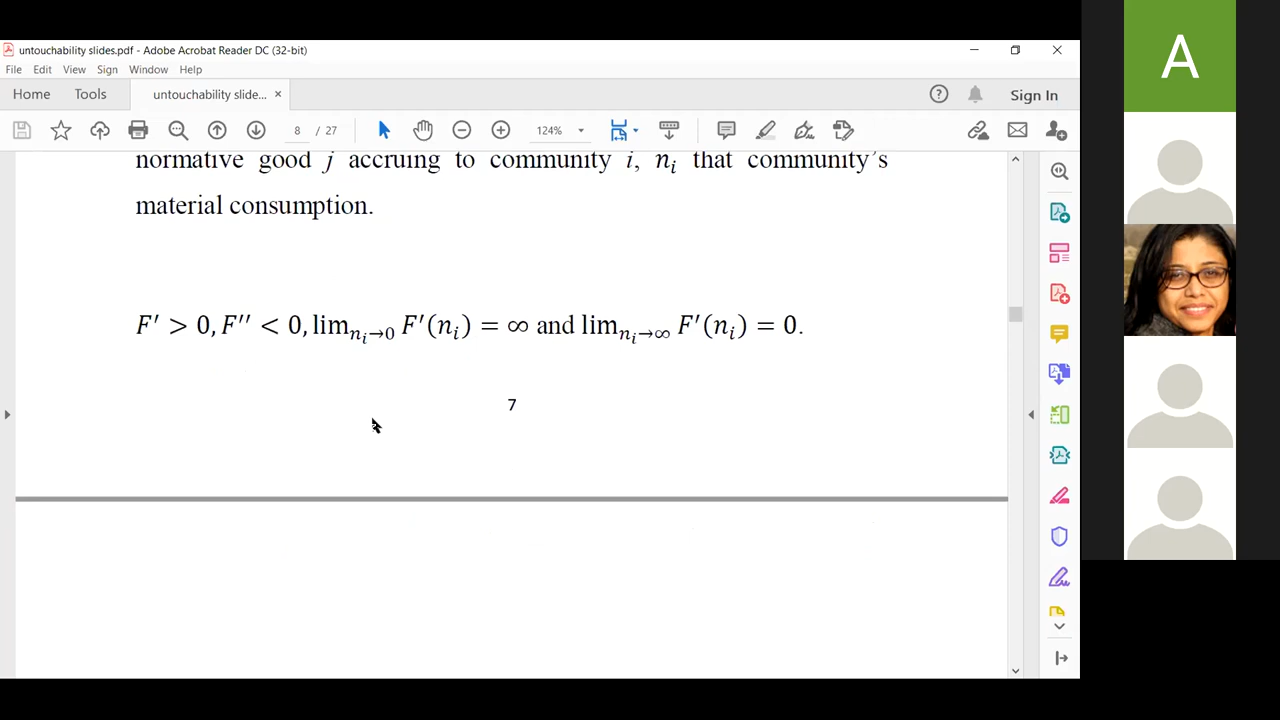 untouchability slides.pdf - Adobe Acrobat Reader DC (32-bit)
File Edit View Sign Window Help
Home Tools untouchability slide... × Sign In
8 / 27 124%
normative good j accruing to community i, nᵢ that community's
material consumption.
F′ > 0, F′′ < 0, lim_{nᵢ→0} F′(nᵢ) = ∞ and lim_{nᵢ→∞} F′(nᵢ) = 0.
7
A